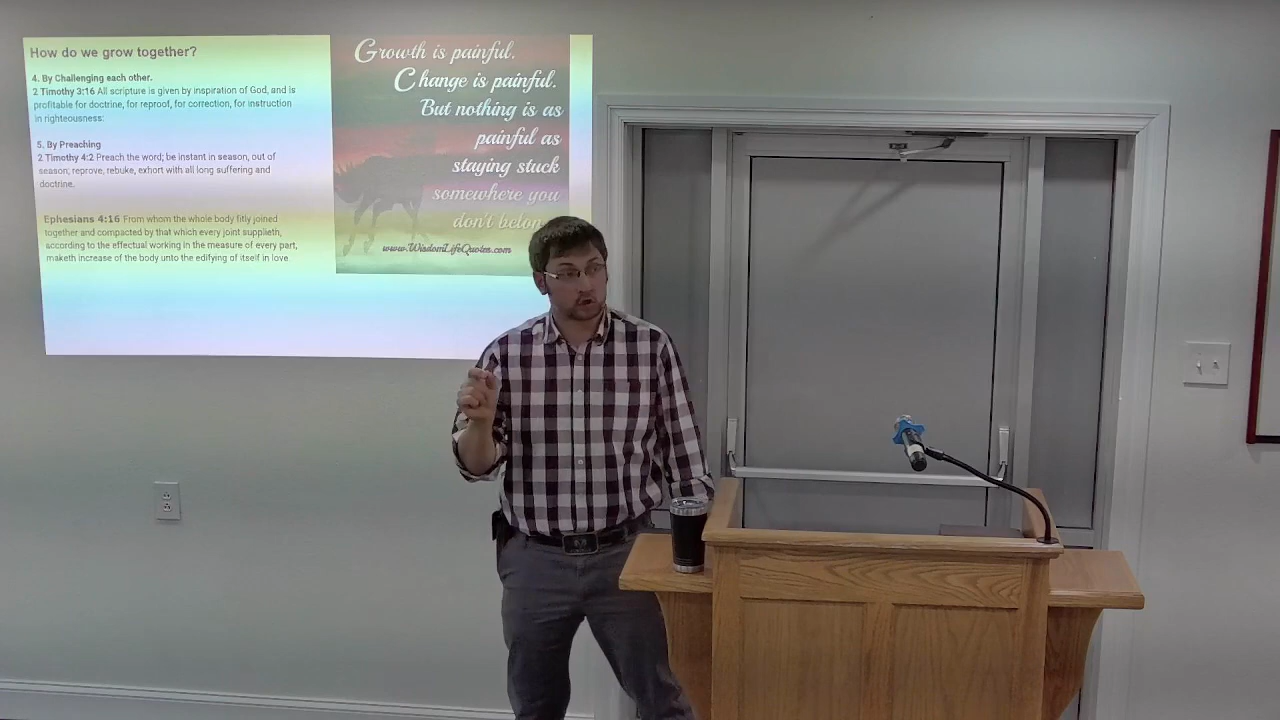 How do we grow together?
4. By Challenging each other.
2 Timothy 3:16 All scripture is given by inspiration of God, and is
profitable for doctrine, for reproof, for correction, for instruction
in righteousness:
5. By Preaching
2 Timothy 4:2 Preach the word; be instant in season, out of
season; reprove, rebuke, exhort with all long suffering and
doctrine.
Ephesians 4:16 From whom the whole body fitly joined
together and compacted by that which every joint supplieth,
according to the effectual working in the measure of every part,
maketh increase of the body unto the edifying of itself in love
Growth is painful.
Change is painful.
But nothing is as
painful as
staying stuck
somewhere you
don't belon
www.WisdomLifeQuotes.com